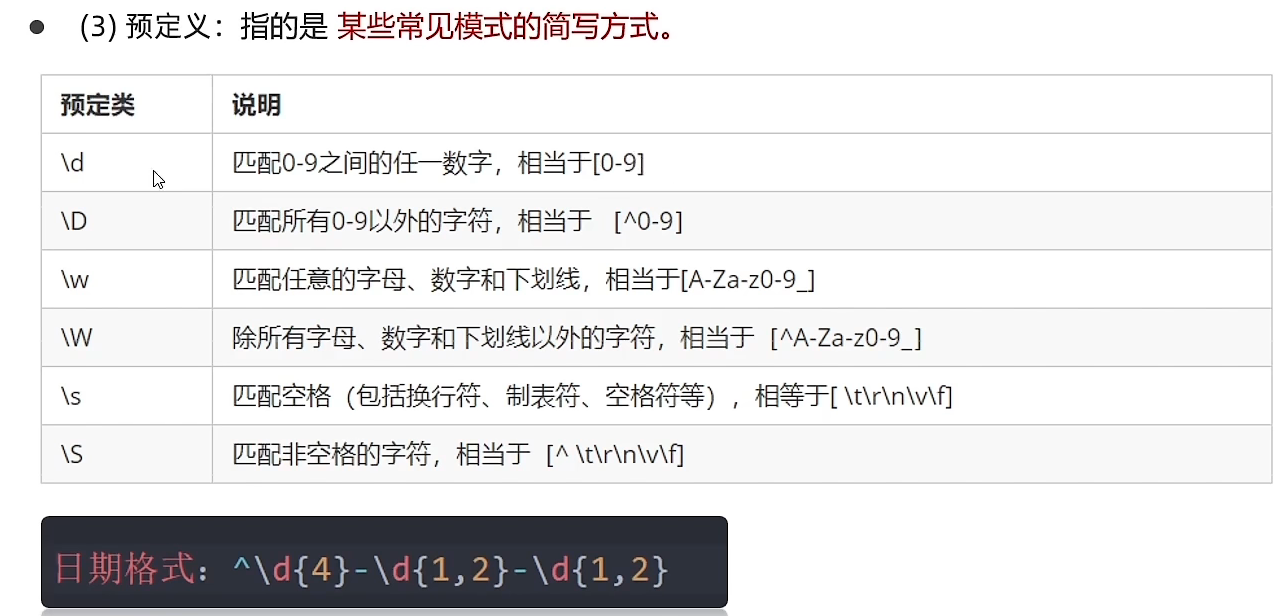 (3) 预定义：指的是 某些常见模式的简写方式。
预定类 说明
\d 匹配0-9之间的任一数字，相当于[0-9]
\D 匹配所有0-9以外的字符，相当于 [^0-9]
\w 匹配任意的字母、数字和下划线，相当于[A-Za-z0-9_]
\W 除所有字母、数字和下划线以外的字符，相当于 [^A-Za-z0-9_]
\s 匹配空格（包括换行符、制表符、空格符等），相等于[ \t\r\n\v\f]
\S 匹配非空格的字符，相当于 [^ \t\r\n\v\f]
日期格式：^\d{4}-\d{1,2}-\d{1,2}